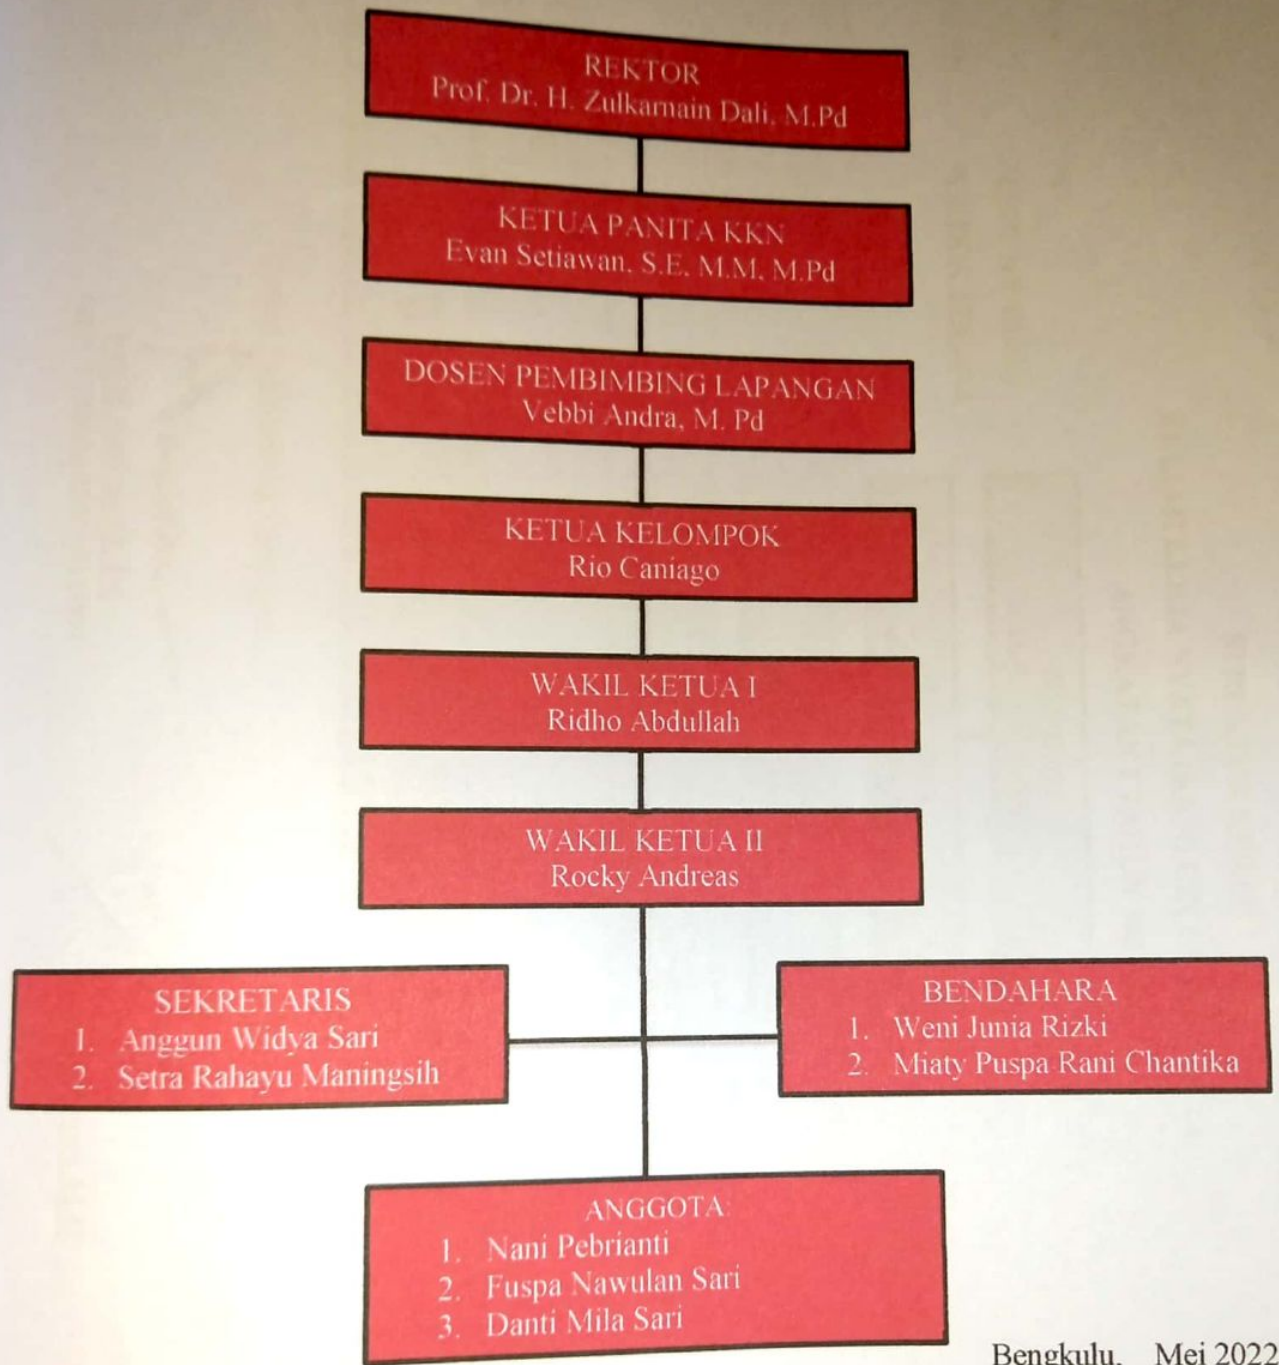 REKTOR
Prof. Dr. H. Zulkarnain Dali, M.Pd
KETUA PANITA KKN
Evan Setiawan, S.E. M.M, M.Pd
DOSEN PEMBIMBING LAPANGAN
Vebbi Andra, M. Pd
KETUA KELOMPOK
Rio Caniago
WAKIL KETUA I
Ridho Abdullah
WAKIL KETUA II
Rocky Andreas
SEKRETARIS
1. Anggun Widya Sari
2. Setra Rahayu Maningsih
BENDAHARA
1. Weni Junia Rizki
2. Miaty Puspa Rani Chantika
ANGGOTA:
1. Nani Pebrianti
2. Fuspa Nawulan Sari
3. Danti Mila Sari
Bengkulu, Mei 2022